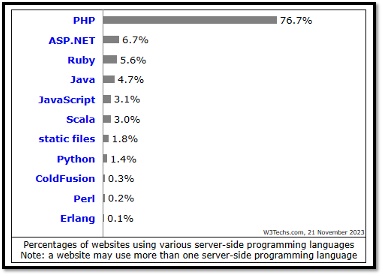 PHP 76.7%
ASP.NET 6.7%
Ruby 5.6%
Java 4.7%
JavaScript 3.1%
Scala 3.0%
static files 1.8%
Python 1.4%
ColdFusion 0.3%
Perl 0.2%
Erlang 0.1%
W3Techs.com, 21 November 2023
Percentages of websites using various server-side programming languages
Note: a website may use more than one server-side programming language